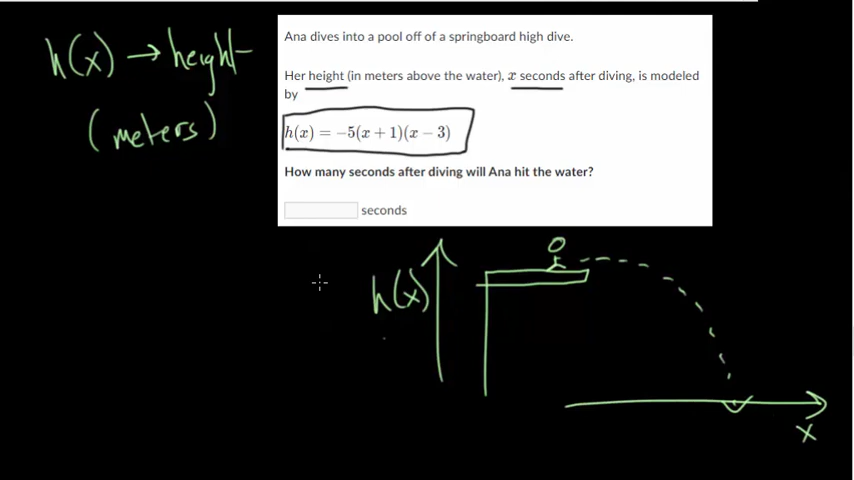 h(x) → height
(meters)
Ana dives into a pool off of a springboard high dive.
Her height (in meters above the water), x seconds after diving, is modeled
by
h(x) = −5(x + 1)(x − 3)
How many seconds after diving will Ana hit the water?
seconds
h(x)
x